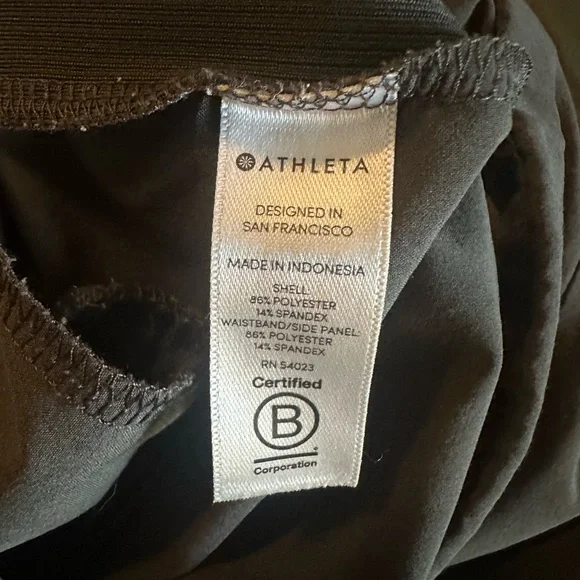 ATHLETA
DESIGNED IN
SAN FRANCISCO
MADE IN INDONESIA
SHELL:
86% POLYESTER
14% SPANDEX
WAISTBAND/SIDE PANEL:
86% POLYESTER
14% SPANDEX
RN 54023
Certified
B
Corporation